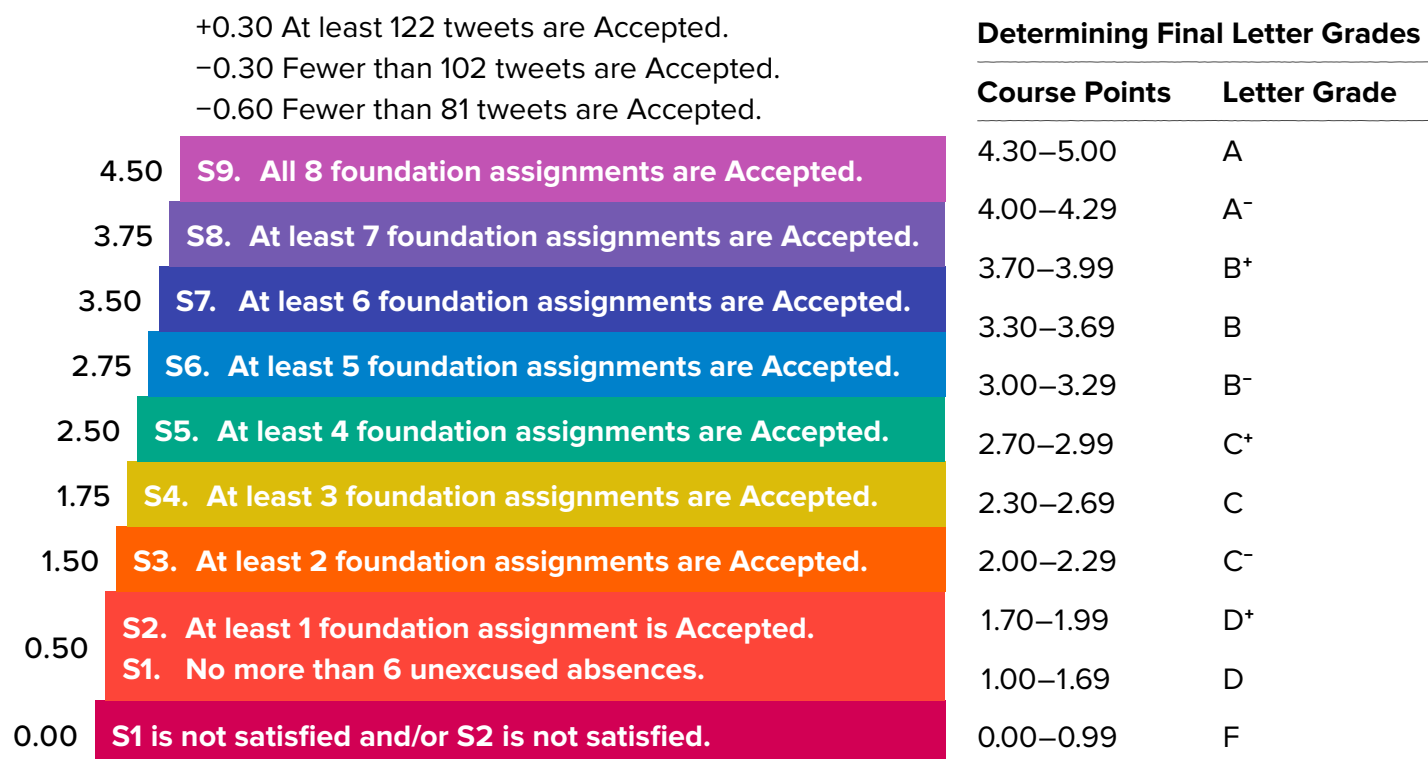 +0.30 At least 122 tweets are Accepted.
−0.30 Fewer than 102 tweets are Accepted.
−0.60 Fewer than 81 tweets are Accepted.
4.50 S9. All 8 foundation assignments are Accepted.
3.75 S8. At least 7 foundation assignments are Accepted.
3.50 S7. At least 6 foundation assignments are Accepted.
2.75 S6. At least 5 foundation assignments are Accepted.
2.50 S5. At least 4 foundation assignments are Accepted.
1.75 S4. At least 3 foundation assignments are Accepted.
1.50 S3. At least 2 foundation assignments are Accepted.
0.50 S2. At least 1 foundation assignment is Accepted.
S1. No more than 6 unexcused absences.
0.00 S1 is not satisfied and/or S2 is not satisfied.
Determining Final Letter Grades
Course Points Letter Grade
4.30–5.00 A
4.00–4.29 A⁻
3.70–3.99 B⁺
3.30–3.69 B
3.00–3.29 B⁻
2.70–2.99 C⁺
2.30–2.69 C
2.00–2.29 C⁻
1.70–1.99 D⁺
1.00–1.69 D
0.00–0.99 F